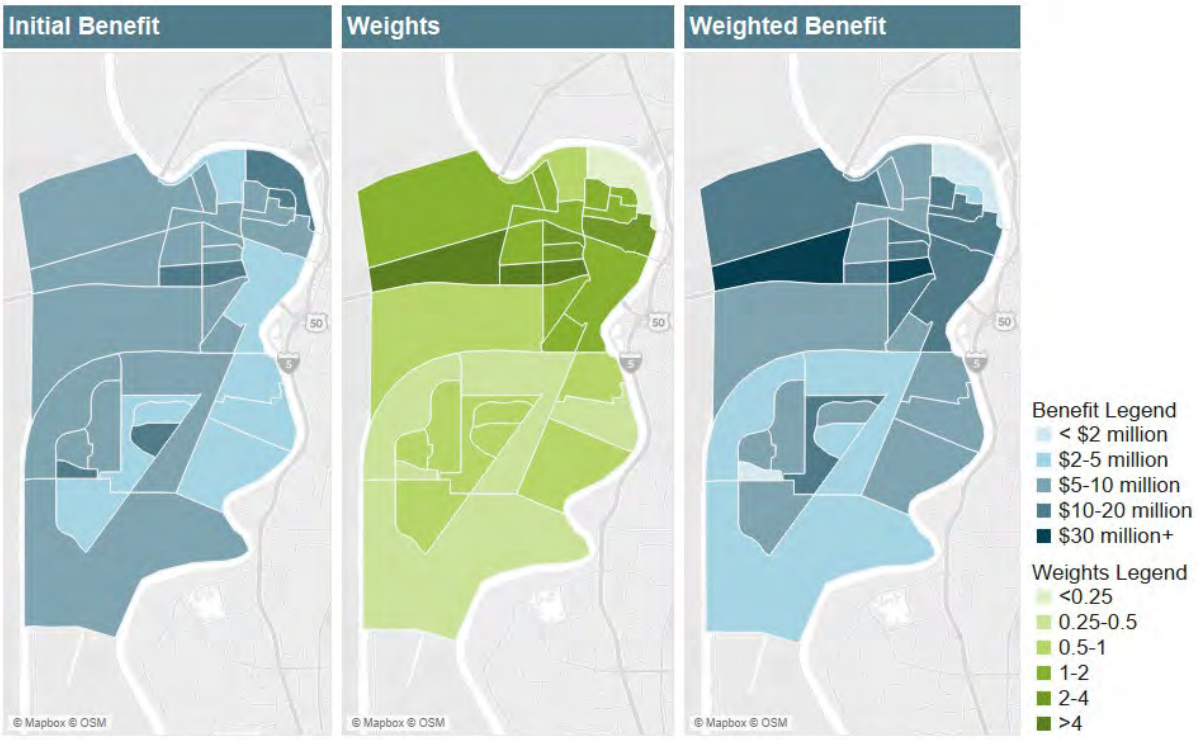 Initial Benefit
Weights
Weighted Benefit
50
5
50
5
50
5
Benefit Legend
< $2 million
$2-5 million
$5-10 million
$10-20 million
$30 million+
Weights Legend
<0.25
0.25-0.5
0.5-1
1-2
2-4
>4
© Mapbox © OSM
© Mapbox © OSM
© Mapbox © OSM